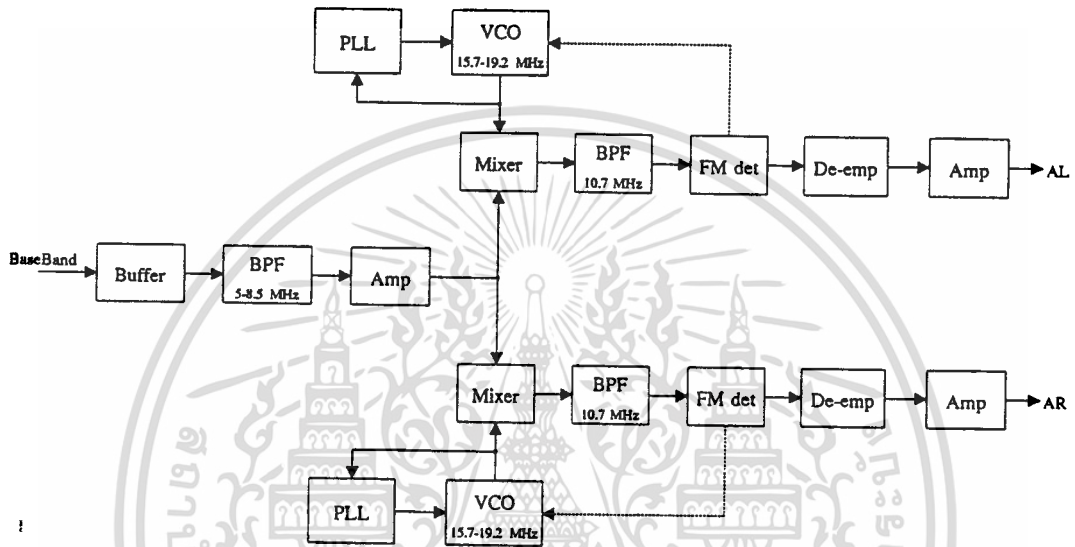 PLL
VCO
15.7-19.2 MHz
Mixer
BPF
10.7 MHz
FM det
De-emp
Amp
AL
BaseBand
Buffer
BPF
5-8.5 MHz
Amp
Mixer
BPF
10.7 MHz
FM det
De-emp
Amp
AR
PLL
VCO
15.7-19.2 MHz